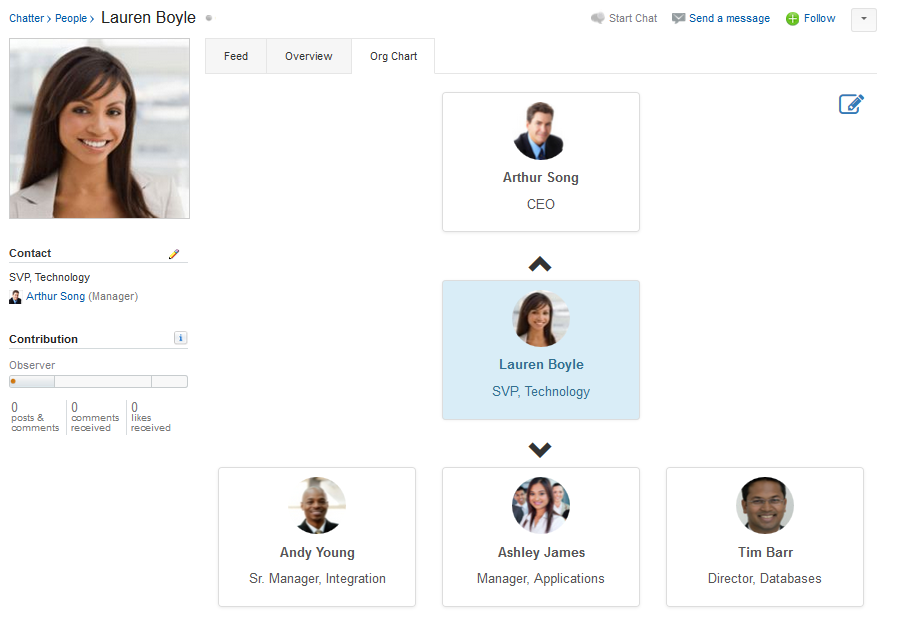 Chatter › People › Lauren Boyle
Start Chat
Send a message
Follow
Feed
Overview
Org Chart
Contact
SVP, Technology
Arthur Song (Manager)
Contribution
i
Observer
0
posts &
comments
0
comments
received
0
likes
received
Arthur Song
CEO
Lauren Boyle
SVP, Technology
Andy Young
Sr. Manager, Integration
Ashley James
Manager, Applications
Tim Barr
Director, Databases